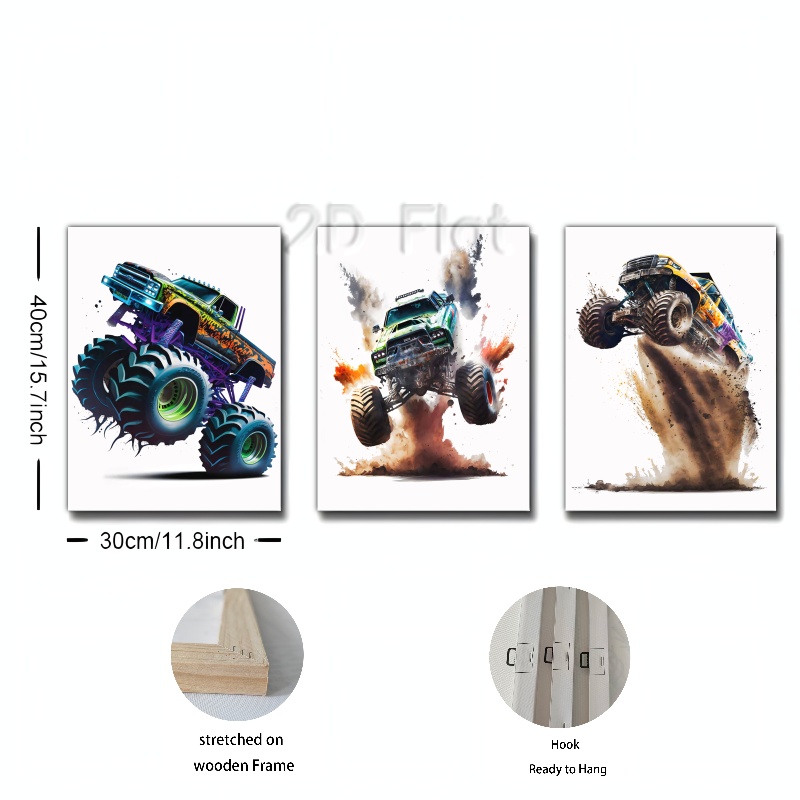 2D Flat
40cm/15.7inch
30cm/11.8inch
stretched on
wooden Frame
Hook
Ready to Hang